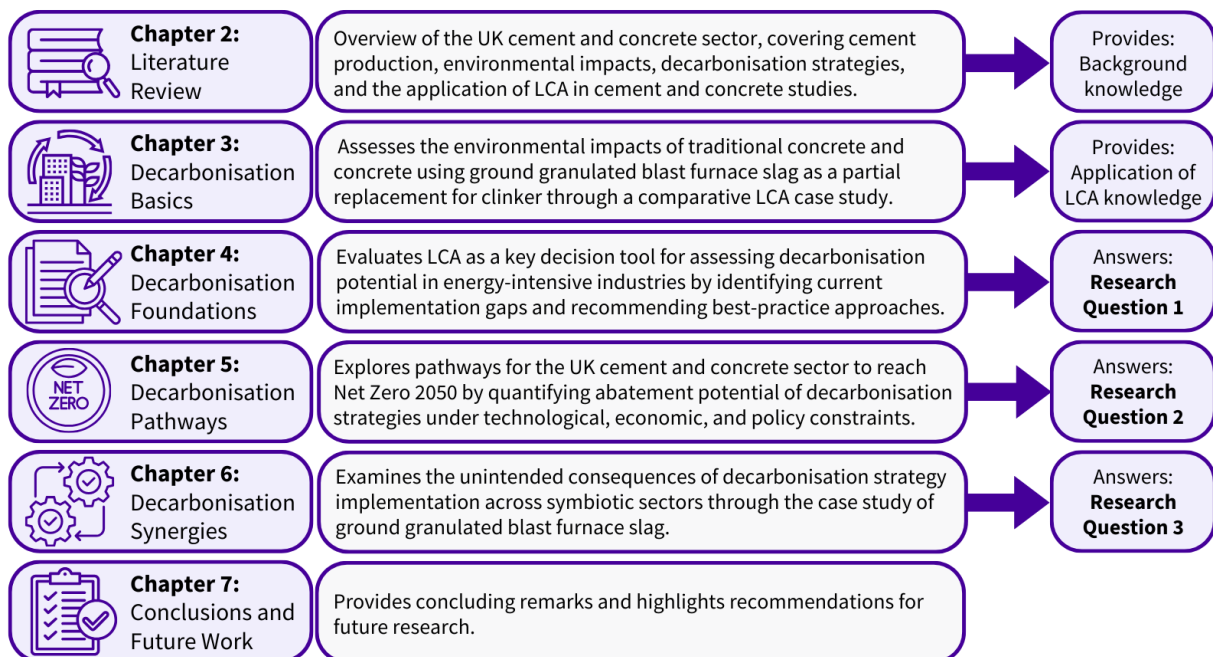 Chapter 2:
Literature
Review
Overview of the UK cement and concrete sector, covering cement
production, environmental impacts, decarbonisation strategies,
and the application of LCA in cement and concrete studies.
Provides:
Background
knowledge
Chapter 3:
Decarbonisation
Basics
Assesses the environmental impacts of traditional concrete and
concrete using ground granulated blast furnace slag as a partial
replacement for clinker through a comparative LCA case study.
Provides:
Application of
LCA knowledge
Chapter 4:
Decarbonisation
Foundations
Evaluates LCA as a key decision tool for assessing decarbonisation
potential in energy-intensive industries by identifying current
implementation gaps and recommending best-practice approaches.
Answers:
Research
Question 1
NET
ZERO
Chapter 5:
Decarbonisation
Pathways
Explores pathways for the UK cement and concrete sector to reach
Net Zero 2050 by quantifying abatement potential of decarbonisation
strategies under technological, economic, and policy constraints.
Answers:
Research
Question 2
Chapter 6:
Decarbonisation
Synergies
Examines the unintended consequences of decarbonisation strategy
implementation across symbiotic sectors through the case study of
ground granulated blast furnace slag.
Answers:
Research
Question 3
Chapter 7:
Conclusions and
Future Work
Provides concluding remarks and highlights recommendations for
future research.